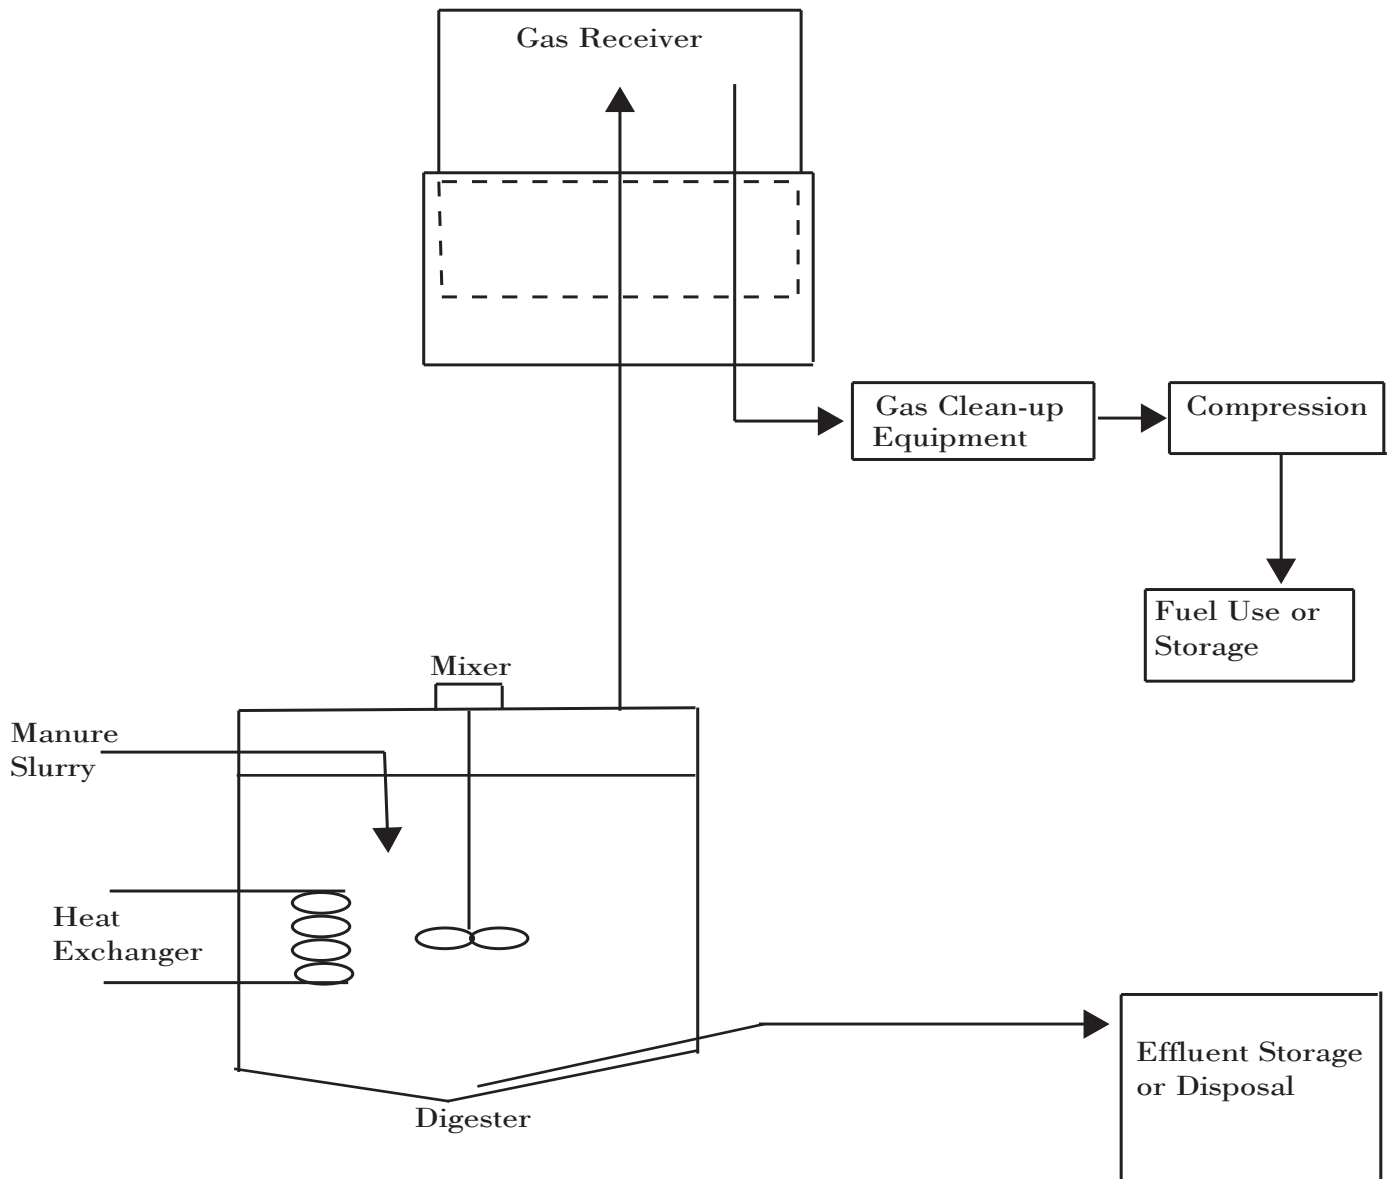 Gas Receiver
Gas Clean-up
Equipment
Compression
Fuel Use or
Storage
Mixer
Manure
Slurry
Heat
Exchanger
Effluent Storage
or Disposal
Digester